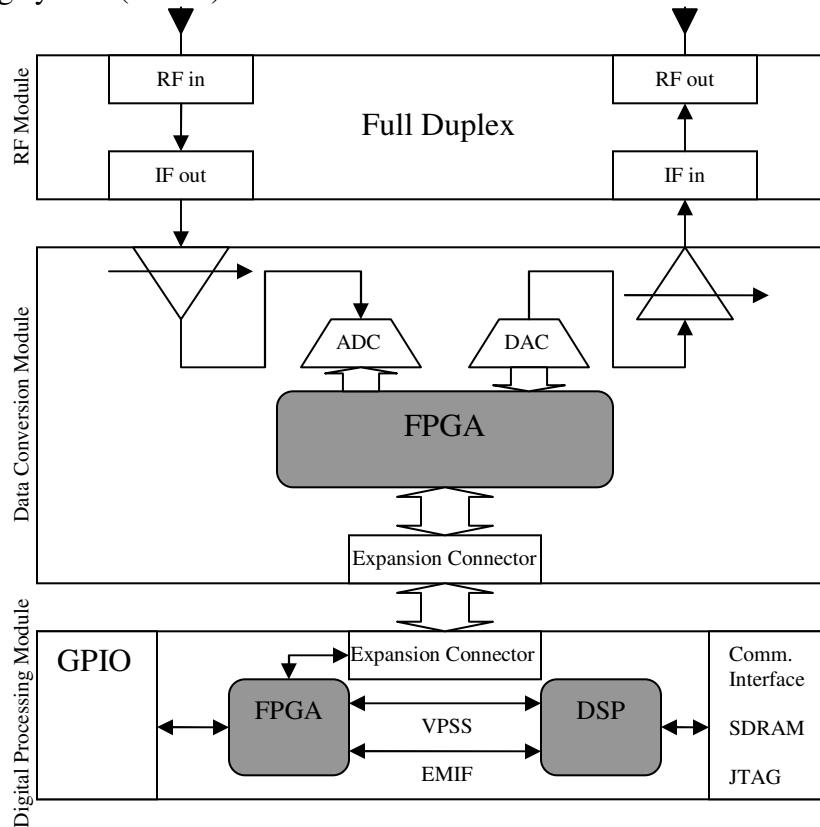 RF in
RF out
RF Module
Full Duplex
IF out
IF in
Data Conversion Module
ADC
DAC
FPGA
Expansion Connector
Digital Processing Module
GPIO
Expansion Connector
Comm.
Interface
FPGA
DSP
VPSS
SDRAM
EMIF
JTAG